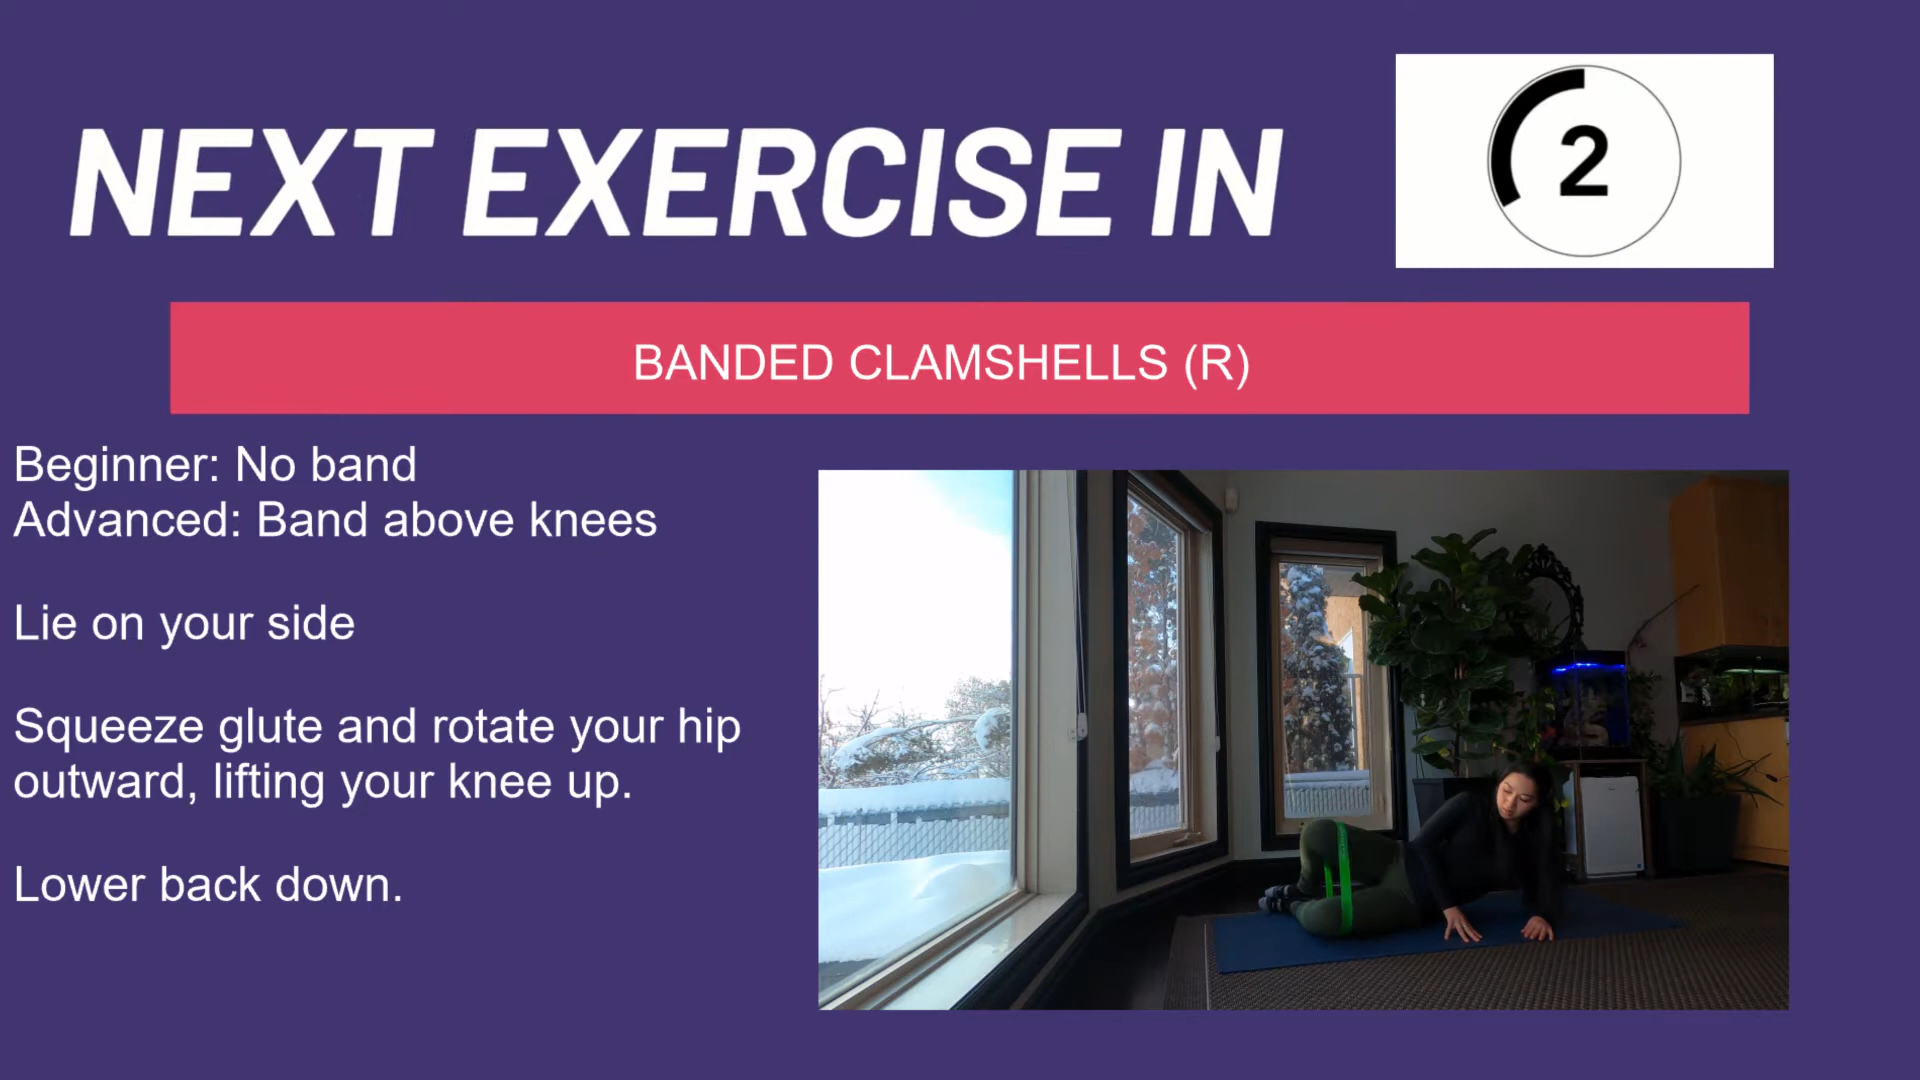 NEXT EXERCISE IN
2
BANDED CLAMSHELLS (R)
Beginner: No band
Advanced: Band above knees
Lie on your side
Squeeze glute and rotate your hip
outward, lifting your knee up.
Lower back down.